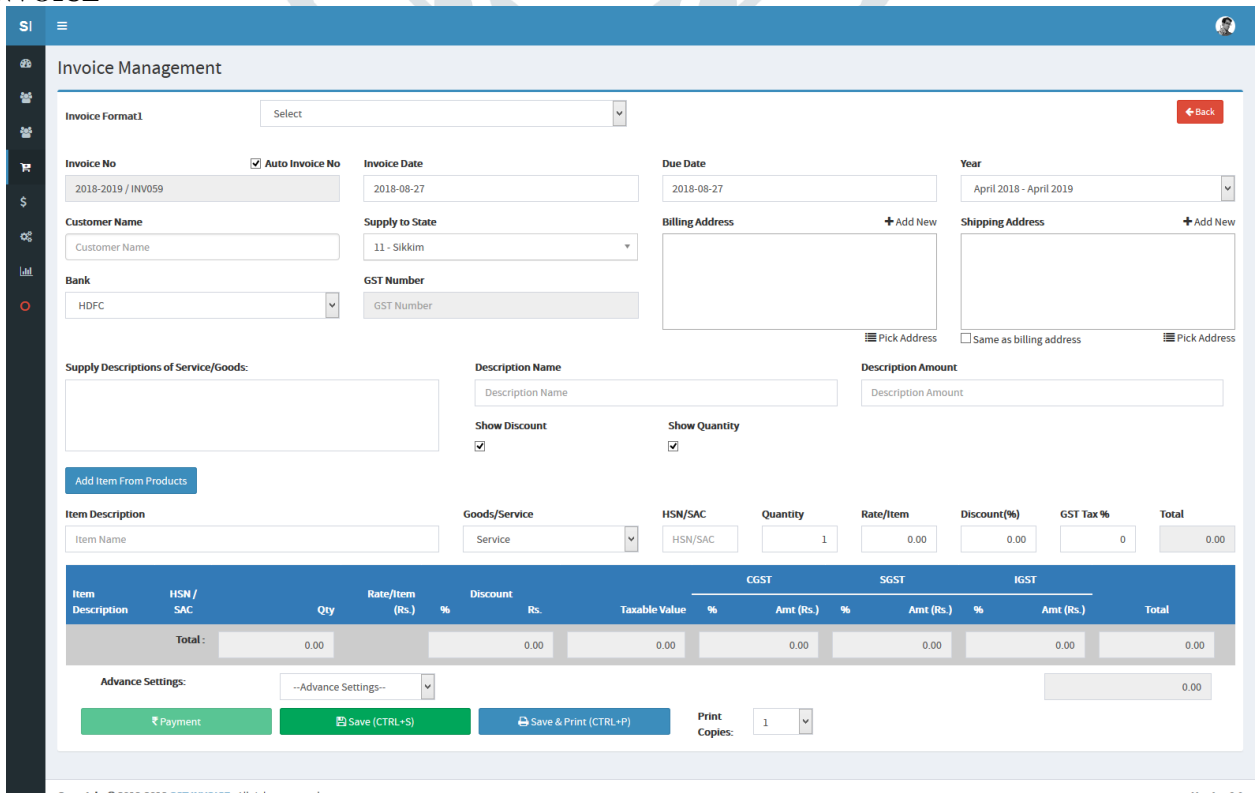 SI
Invoice Management
Invoice Format1
Select
Back
Invoice No
Auto Invoice No
Invoice Date
Due Date
Year
2018-2019 / INV059
2018-08-27
2018-08-27
April 2018 - April 2019
Customer Name
Supply to State
Billing Address
Add New
Shipping Address
Add New
Customer Name
11 - Sikkim
Bank
GST Number
HDFC
GST Number
Pick Address
Same as billing address
Pick Address
Supply Descriptions of Service/Goods:
Description Name
Description Amount
Description Name
Description Amount
Show Discount
Show Quantity
Add Item From Products
Item Description
Goods/Service
HSN/SAC
Quantity
Rate/Item
Discount(%)
GST Tax %
Total
Item Name
Service
HSN/SAC
1
0.00
0.00
0
0.00
Item Description
HSN / SAC
Qty
Rate/Item (Rs.)
Discount
%
Rs.
Taxable Value
CGST
%
Amt (Rs.)
SGST
%
Amt (Rs.)
IGST
%
Amt (Rs.)
Total
Total :
0.00
0.00
0.00
0.00
0.00
0.00
0.00
Advance Settings:
--Advance Settings--
0.00
₹ Payment
Save (CTRL+S)
Save & Print (CTRL+P)
Print Copies:
1